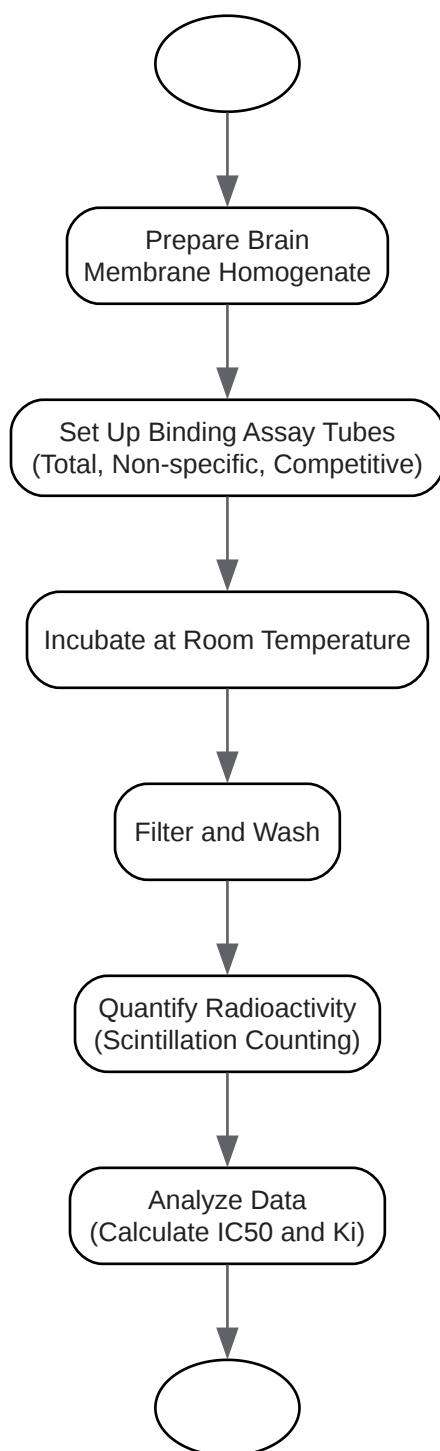 Prepare Brain
Membrane Homogenate
Set Up Binding Assay Tubes
(Total, Non-specific, Competitive)
Incubate at Room Temperature
Filter and Wash
Quantify Radioactivity
(Scintillation Counting)
Analyze Data
(Calculate IC50 and Ki)